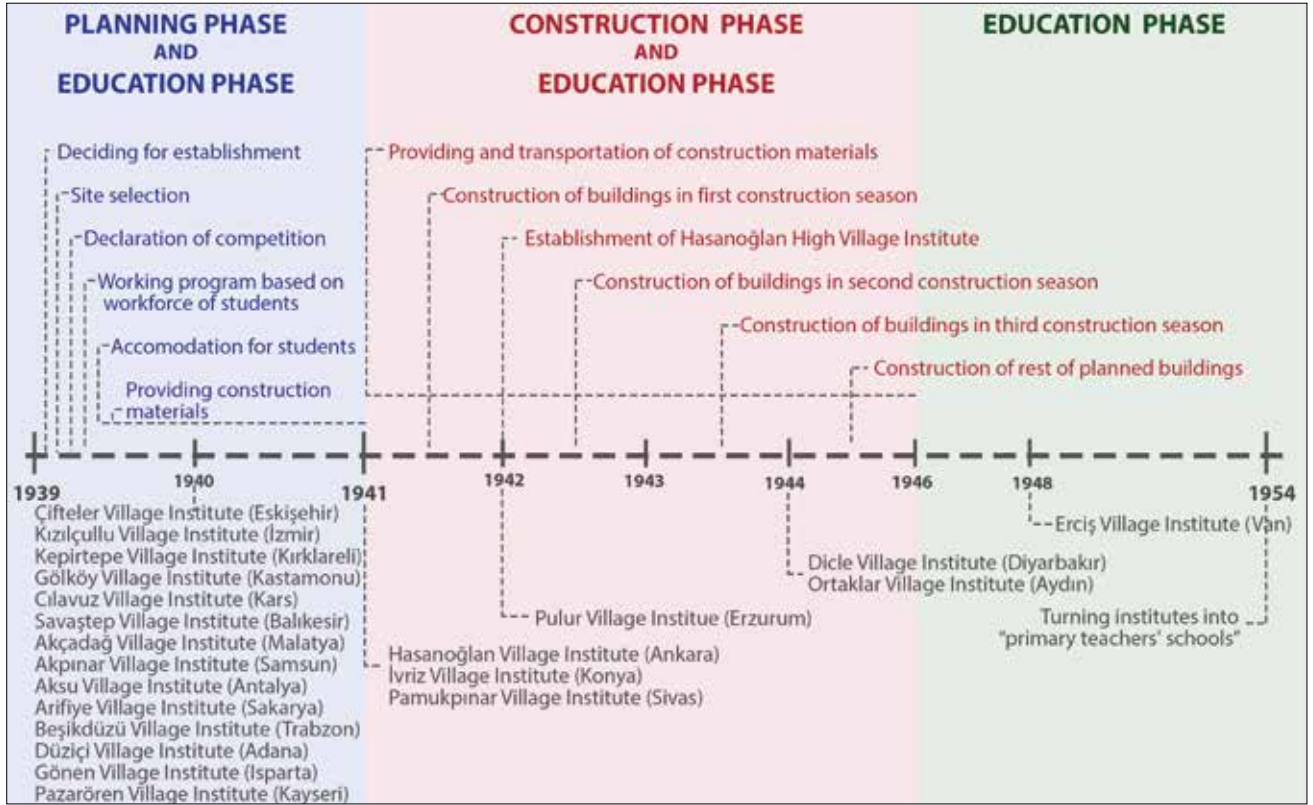 PLANNING PHASE
AND
EDUCATION PHASE
CONSTRUCTION PHASE
AND
EDUCATION PHASE
EDUCATION PHASE
Deciding for establishment
Site selection
Declaration of competition
Working program based on
workforce of students
Accomodation for students
Providing construction
materials
Providing and transportation of construction materials
Construction of buildings in first construction season
Establishment of Hasanoğlan High Village Institute
Construction of buildings in second construction season
Construction of buildings in third construction season
Construction of rest of planned buildings
1939
1940
1941
1942
1943
1944
1946
1948
1954
Çifteler Village Institute (Eskişehir)
Kızılçullu Village Institute (İzmir)
Kepirtepe Village Institute (Kırklareli)
Gölköy Village Institute (Kastamonu)
Cılavuz Village Institute (Kars)
Savaştep Village Institute (Balıkesir)
Akçadağ Village Institute (Malatya)
Akpınar Village Institute (Samsun)
Aksu Village Institute (Antalya)
Arifiye Village Institute (Sakarya)
Beşikdüzü Village Institute (Trabzon)
Düziçi Village Institute (Adana)
Gönen Village Institute (Isparta)
Pazarören Village Institute (Kayseri)
Hasanoğlan Village Institute (Ankara)
İvriz Village Institute (Konya)
Pamukpınar Village Institute (Sivas)
Pulur Village Institue (Erzurum)
Dicle Village Institute (Diyarbakır)
Ortaklar Village Institute (Aydın)
Erciş Village Institute (Van)
Turning institutes into
"primary teachers' schools"